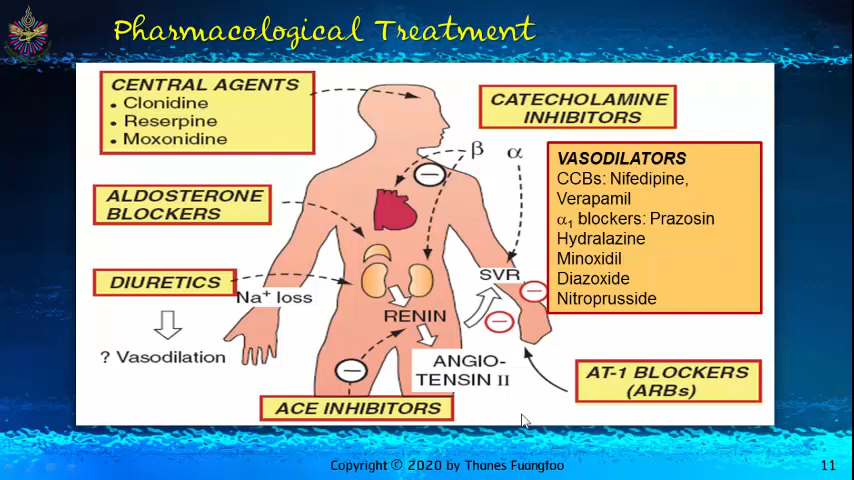 Pharmacological Treatment
CENTRAL AGENTS
• Clonidine
• Reserpine
• Moxonidine
CATECHOLAMINE
INHIBITORS
β α
VASODILATORS
CCBs: Nifedipine,
Verapamil
α1 blockers: Prazosin
Hydralazine
Minoxidil
Diazoxide
Nitroprusside
ALDOSTERONE
BLOCKERS
DIURETICS
Na+ loss
SVR
RENIN
? Vasodilation
ANGIO-
TENSIN II
AT-1 BLOCKERS
(ARBs)
ACE INHIBITORS
Copyright © 2020 by Thanes Fuangfoo
11